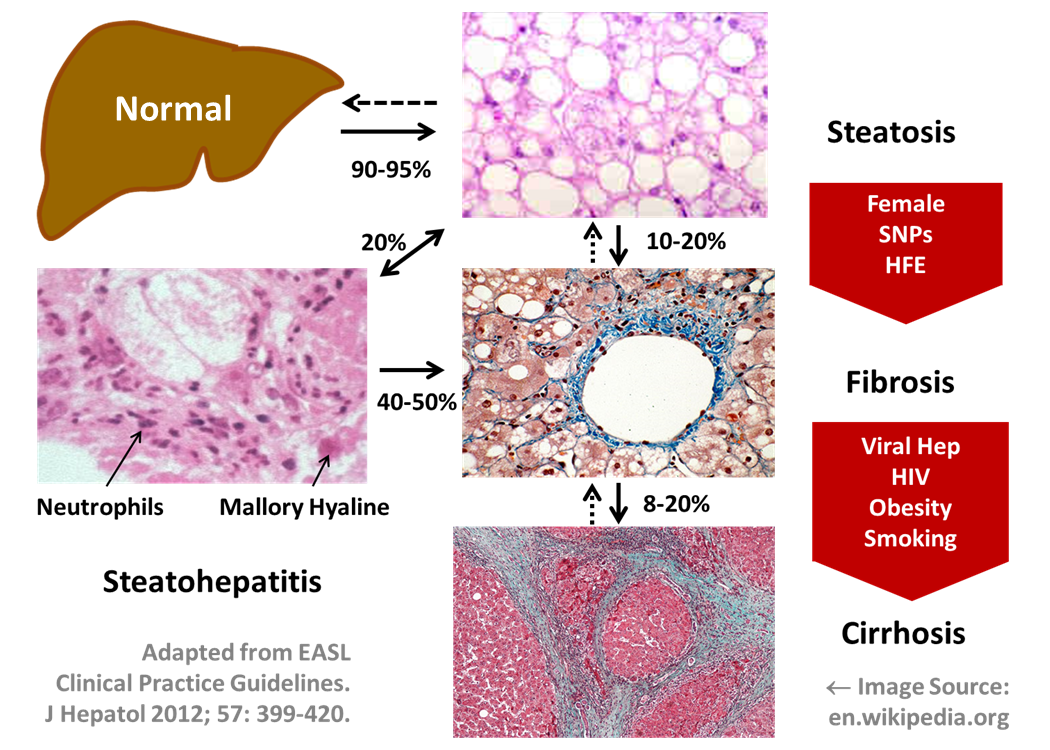 Normal
90-95%
Steatosis
Female
SNPs
HFE
20%
10-20%
Fibrosis
40-50%
Viral Hep
HIV
Obesity
Smoking
Neutrophils
Mallory Hyaline
8-20%
Steatohepatitis
Cirrhosis
Adapted from EASL
Clinical Practice Guidelines.
J Hepatol 2012; 57: 399-420.
← Image Source:
en.wikipedia.org